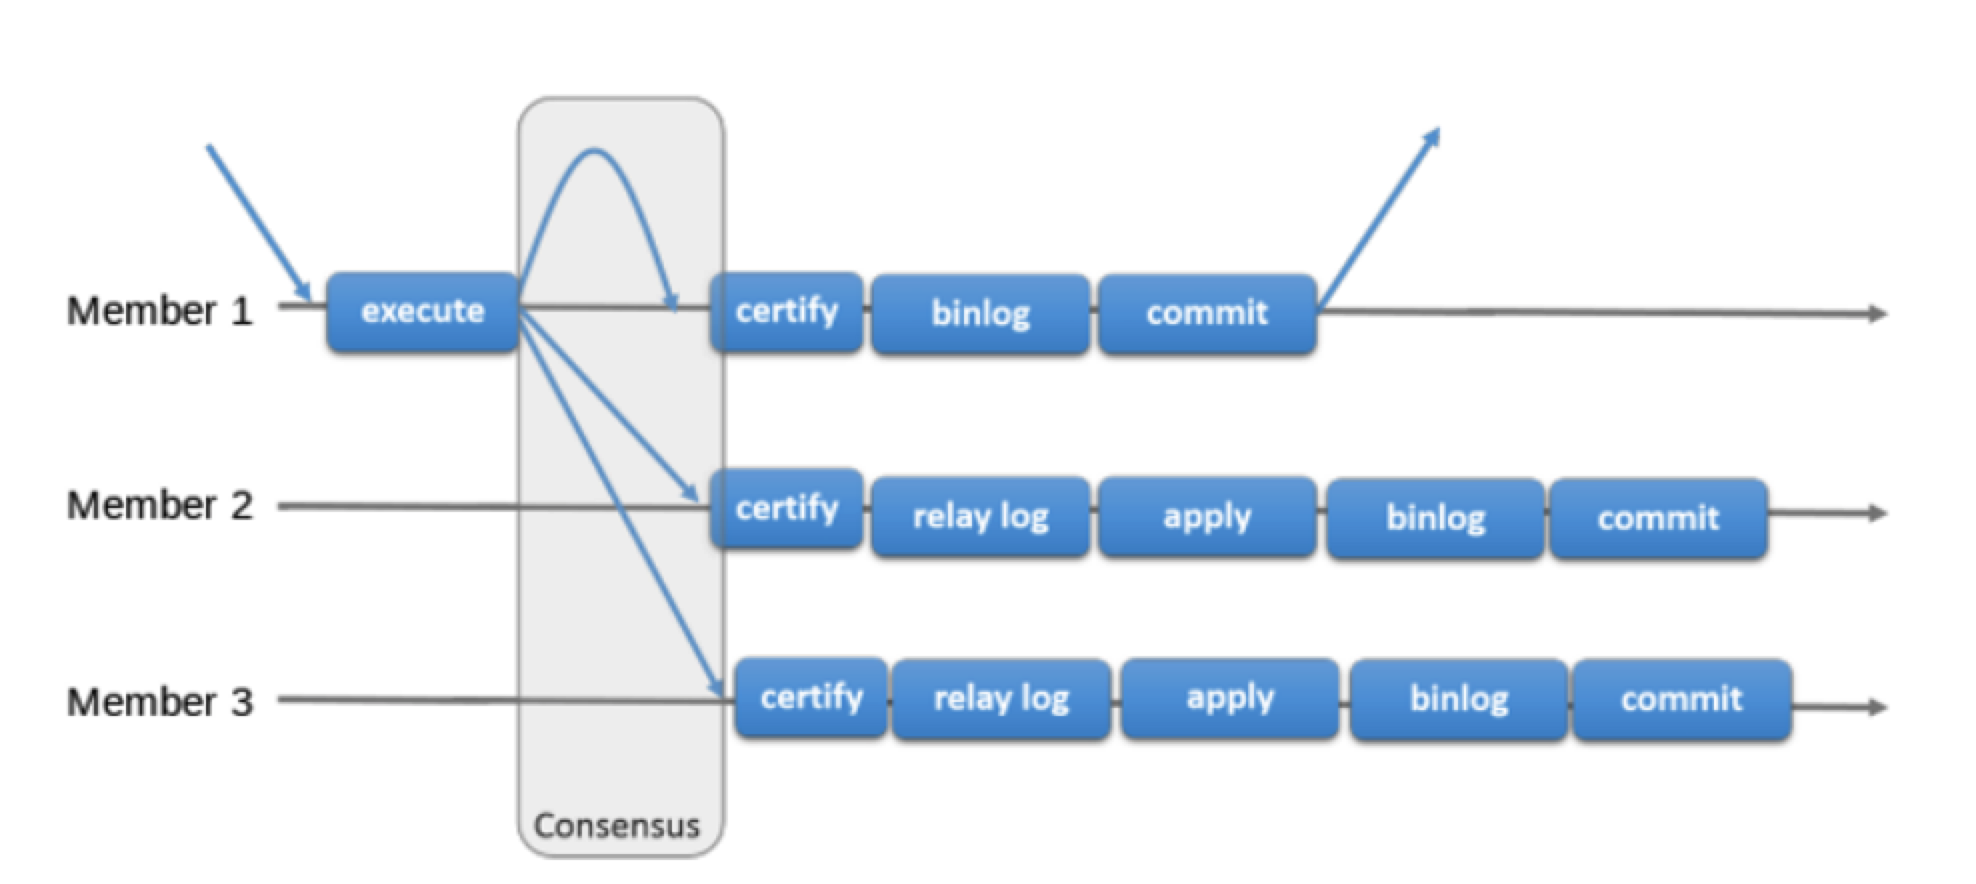 Member 1 execute certify binlog commit
Member 2 certify relay log apply binlog commit
Member 3 certify relay log apply binlog commit
Consensus